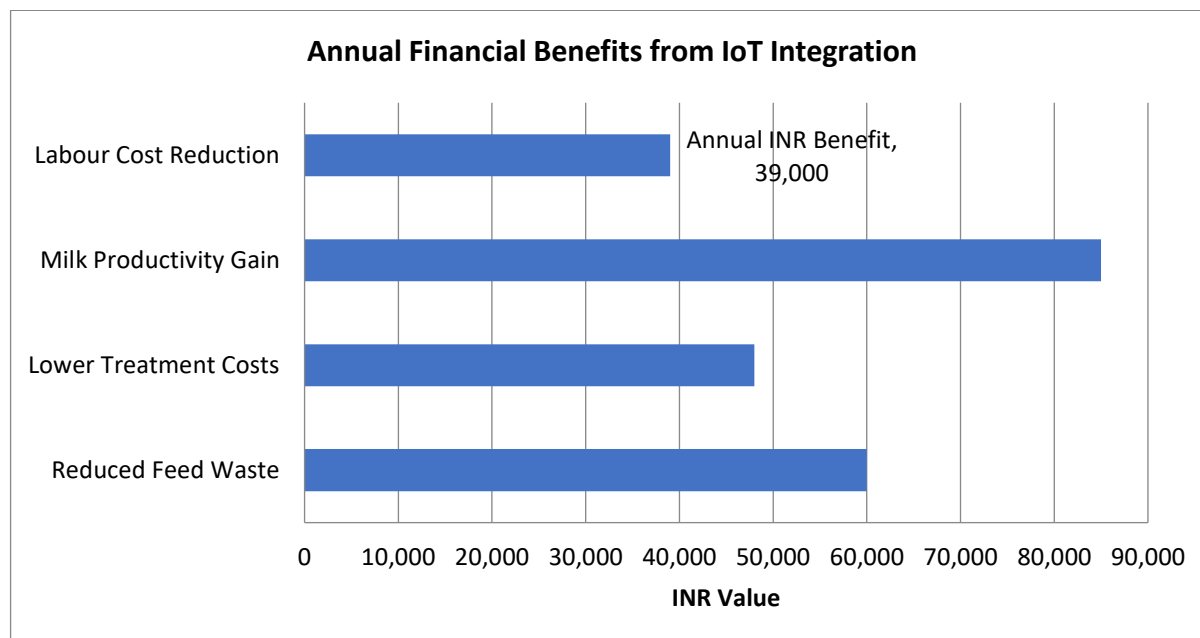 Annual Financial Benefits from IoT Integration
Labour Cost Reduction
Annual INR Benefit,
39,000
Milk Productivity Gain
Lower Treatment Costs
Reduced Feed Waste
0 10,000 20,000 30,000 40,000 50,000 60,000 70,000 80,000 90,000
INR Value